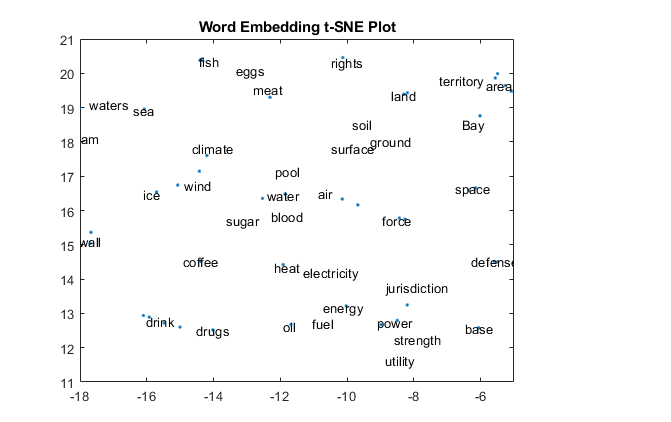 Word Embedding t-SNE Plot
21
20
19
18
17
16
15
14
13
12
11
fish
rights
eggs
meat
territory
area
land
waters
sea
Bay
soil
am
climate
surface
ground
pool
wind
ice
water
air
space
sugar
blood
force
wall
coffee
heat
electricity
defense
jurisdiction
energy
drink
drugs
oil
fuel
power
base
strength
utility
-18
-16
-14
-12
-10
-8
-6